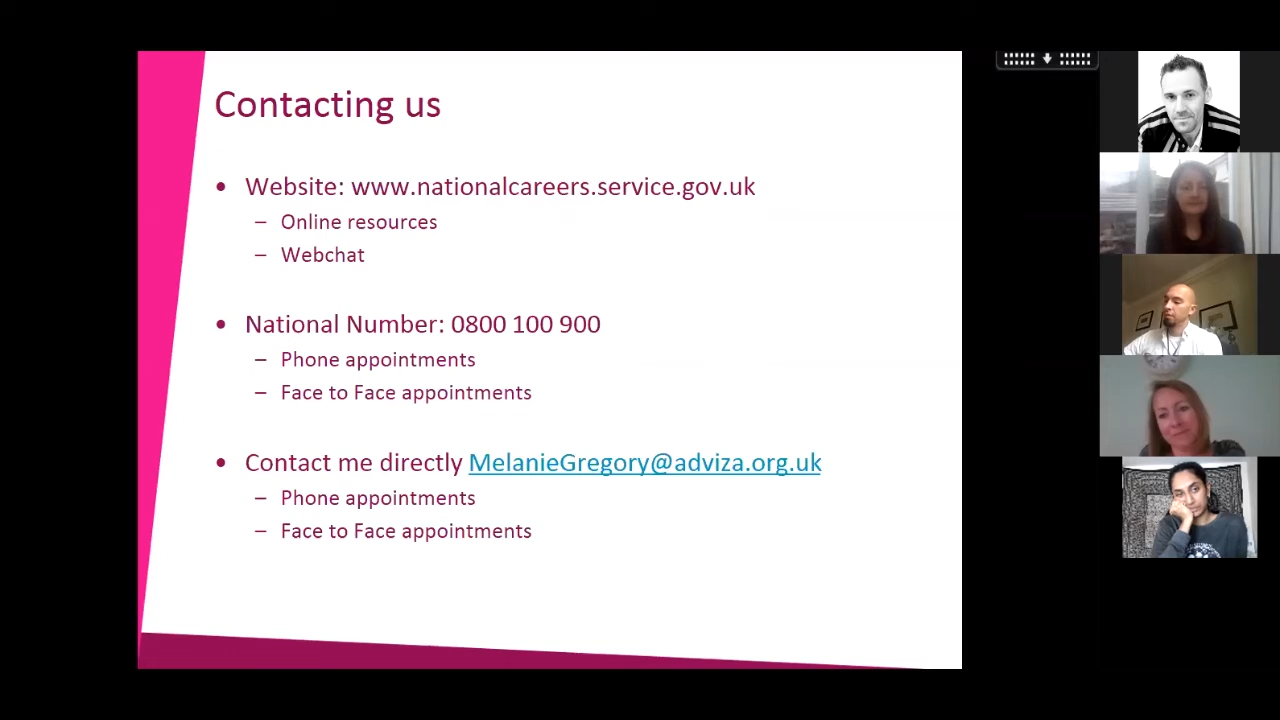 Contacting us
• Website: www.nationalcareers.service.gov.uk
– Online resources
– Webchat
• National Number: 0800 100 900
– Phone appointments
– Face to Face appointments
• Contact me directly MelanieGregory@adviza.org.uk
– Phone appointments
– Face to Face appointments